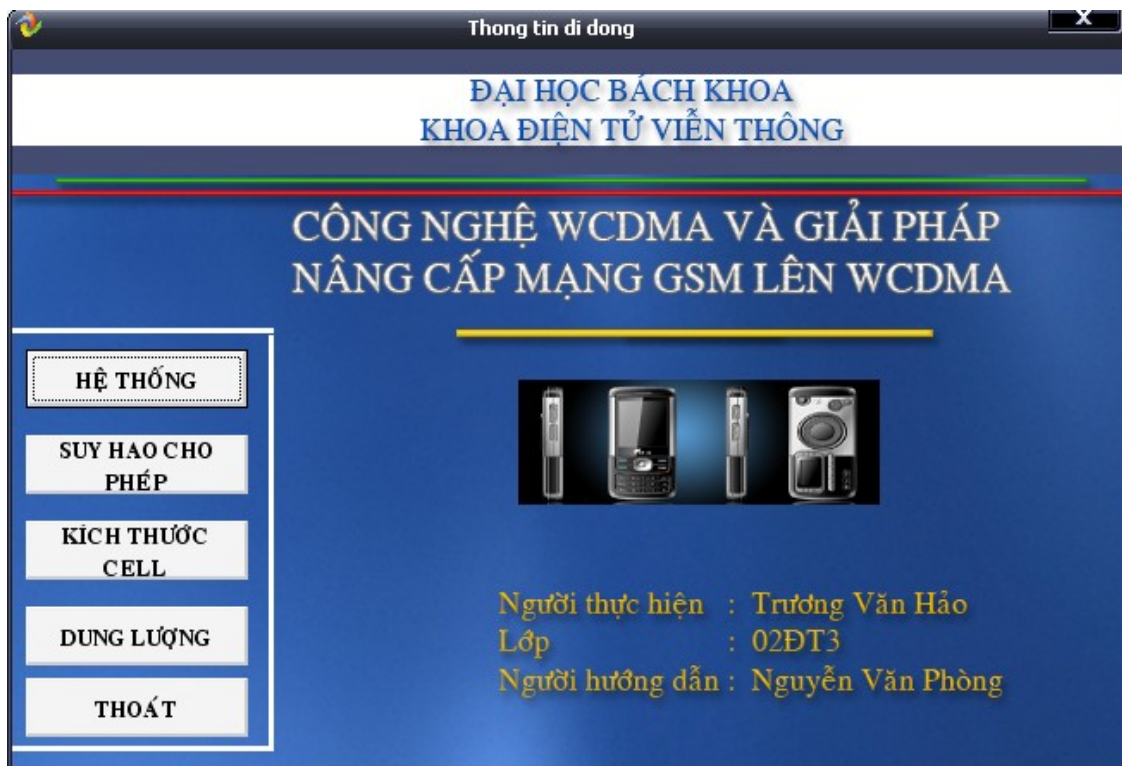 Thong tin di dong
X
ĐẠI HỌC BÁCH KHOA
KHOA ĐIỆN TỬ VIỄN THÔNG
CÔNG NGHỆ WCDMA VÀ GIẢI PHÁP
NÂNG CẤP MẠNG GSM LÊN WCDMA
HỆ THỐNG
SUY HAO CHO
PHÉP
KÍCH THƯỚC
CELL
DUNG LƯỢNG
THOÁT
Người thực hiện : Trương Văn Hảo
Lớp : 02ĐT3
Người hướng dẫn : Nguyễn Văn Phòng